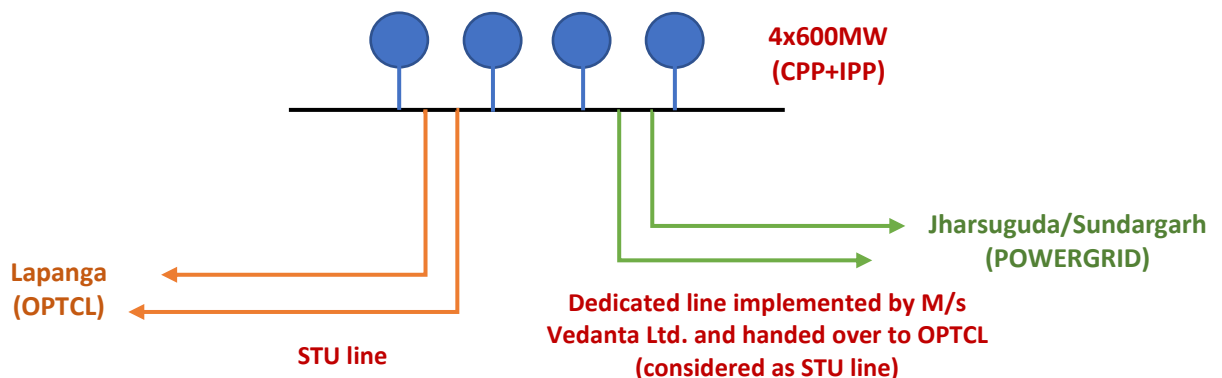 4x600MW
(CPP+IPP)
Jharsuguda/Sundargarh
(POWERGRID)
Lapanga
(OPTCL)
Dedicated line implemented by M/s
Vedanta Ltd. and handed over to OPTCL
(considered as STU line)
STU line